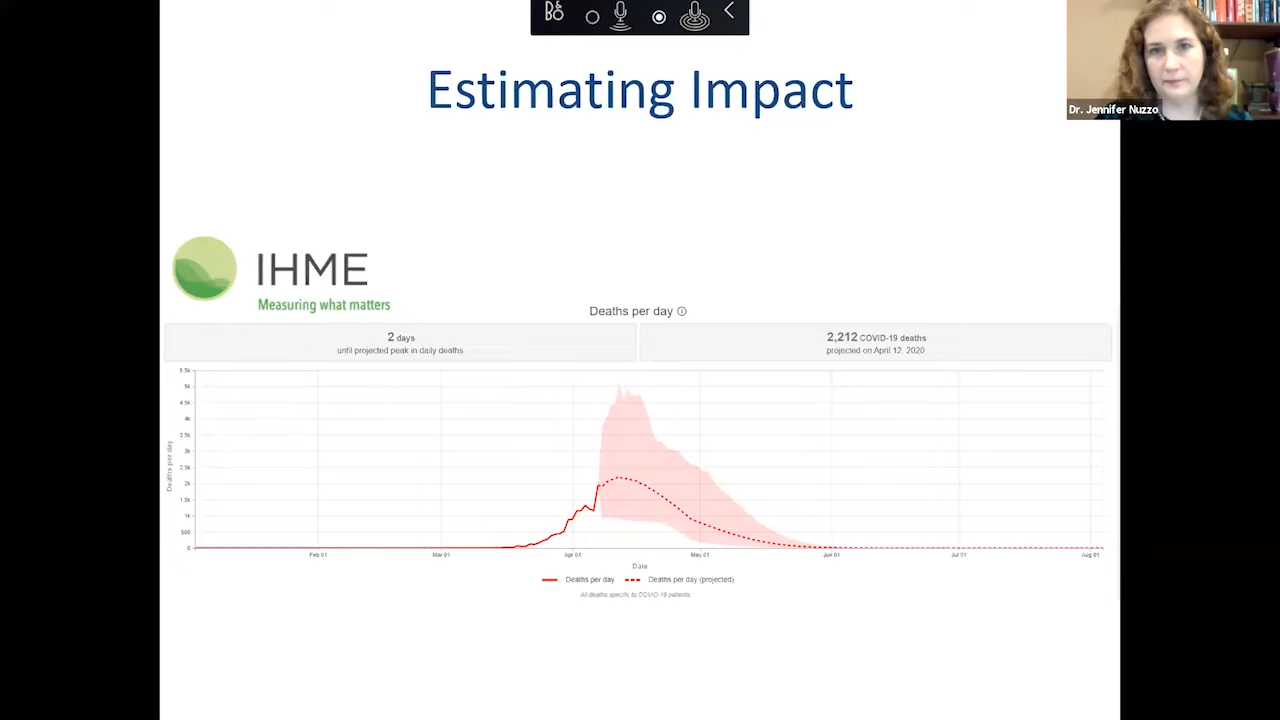 B&O
Estimating Impact
Dr. Jennifer Nuzzo
IHME
Measuring what matters
Deaths per day
2 days
until projected peak in daily deaths
2,212 COVID-19 deaths
projected on April 12, 2020
5.5k
5k
4.5k
4k
3.5k
3k
2.5k
2k
1.5k
1k
500
0
Deaths per day
Feb 01
Mar 01
Apr 01
May 01
Jun 01
Jul 01
Aug 01
Date
Deaths per day
Deaths per day (projected)
All deaths specific to COVID-19 patients.